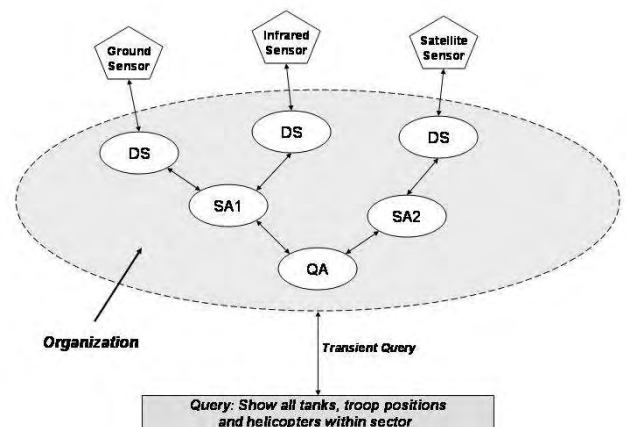 Ground
Sensor
Infrared
Sensor
Satellite
Sensor
DS
DS
DS
SA1
SA2
QA
Organization
Transient Query
Query: Show all tanks, troop positions
and helicopters within sector